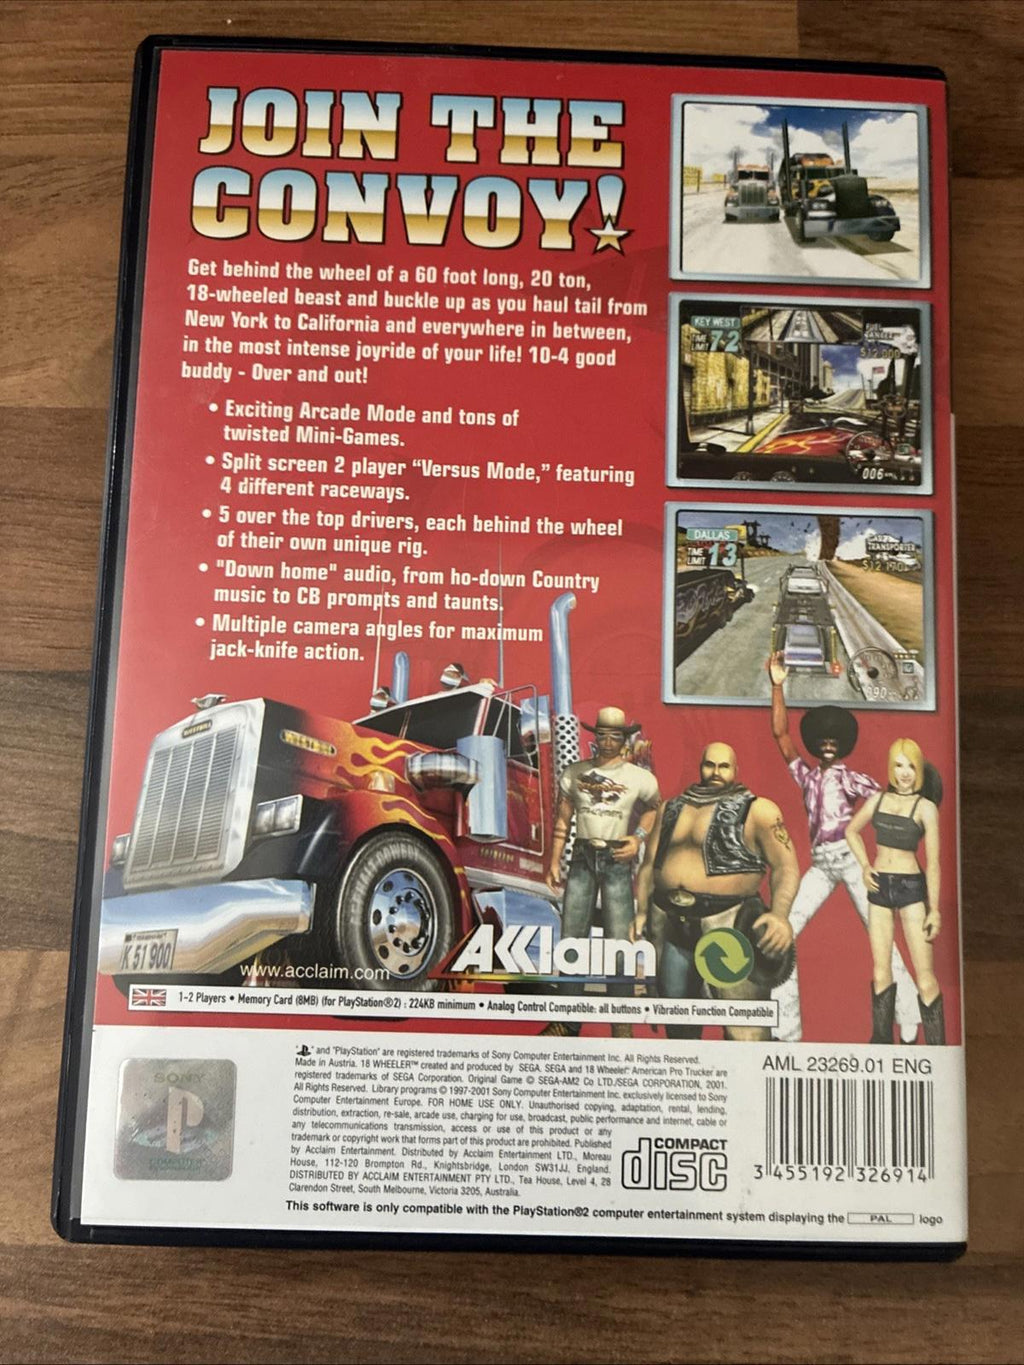 JOIN THE
CONVOY!
Get behind the wheel of a 60 foot long, 20 ton,
18-wheeled beast and buckle up as you haul tail from
New York to California and everywhere in between,
in the most intense joyride of your life! 10-4 good
buddy - Over and out!
• Exciting Arcade Mode and tons of
twisted Mini-Games.
• Split screen 2 player “Versus Mode,” featuring
4 different raceways.
• 5 over the top drivers, each behind the wheel
of their own unique rig.
• "Down home" audio, from ho-down Country
music to CB prompts and taunts.
• Multiple camera angles for maximum
jack-knife action.
KEY WEST
TIME
LIMIT 72
006
DALLAS
TIME
LIMIT 13
TRANSPORTER
K 51 900
www.acclaim.com
AKKlaim
1-2 Players • Memory Card (8MB) (for PlayStation®2) : 224KB minimum • Analog Control Compatible: all buttons • Vibration Function Compatible
SONY
COMPUTER
" " and "PlayStation" are registered trademarks of Sony Computer Entertainment Inc. All Rights Reserved.
Made in Austria. 18 WHEELER™ created and produced by SEGA. SEGA and 18 Wheeler: American Pro Trucker are
registered trademarks of SEGA Corporation. Original Game © SEGA-AM2 Co LTD./SEGA CORPORATION, 2001.
All Rights Reserved. Library programs © 1997-2001 Sony Computer Entertainment Inc. exclusively licensed to Sony
Computer Entertainment Europe. FOR HOME USE ONLY. Unauthorised copying, adaptation, rental, lending,
distribution, extraction, re-sale, arcade use, charging for use, broadcast, public performance and internet, cable or
any telecommunications transmission, access or use of this product or any
trademark or copyright work that forms part of this product are prohibited. Published
by Acclaim Entertainment. Distributed by Acclaim Entertainment LTD., Moreau
House, 112-120 Brompton Rd., Knightsbridge, London SW31JJ, England.
DISTRIBUTED BY ACCLAIM ENTERTAINMENT PTY LTD., Tea House, Level 4, 28
Clarendon Street, South Melbourne, Victoria 3205, Australia.
COMPACT
disc
AML 23269.01 ENG
3 455192 326914
This software is only compatible with the PlayStation®2 computer entertainment system displaying the PAL logo